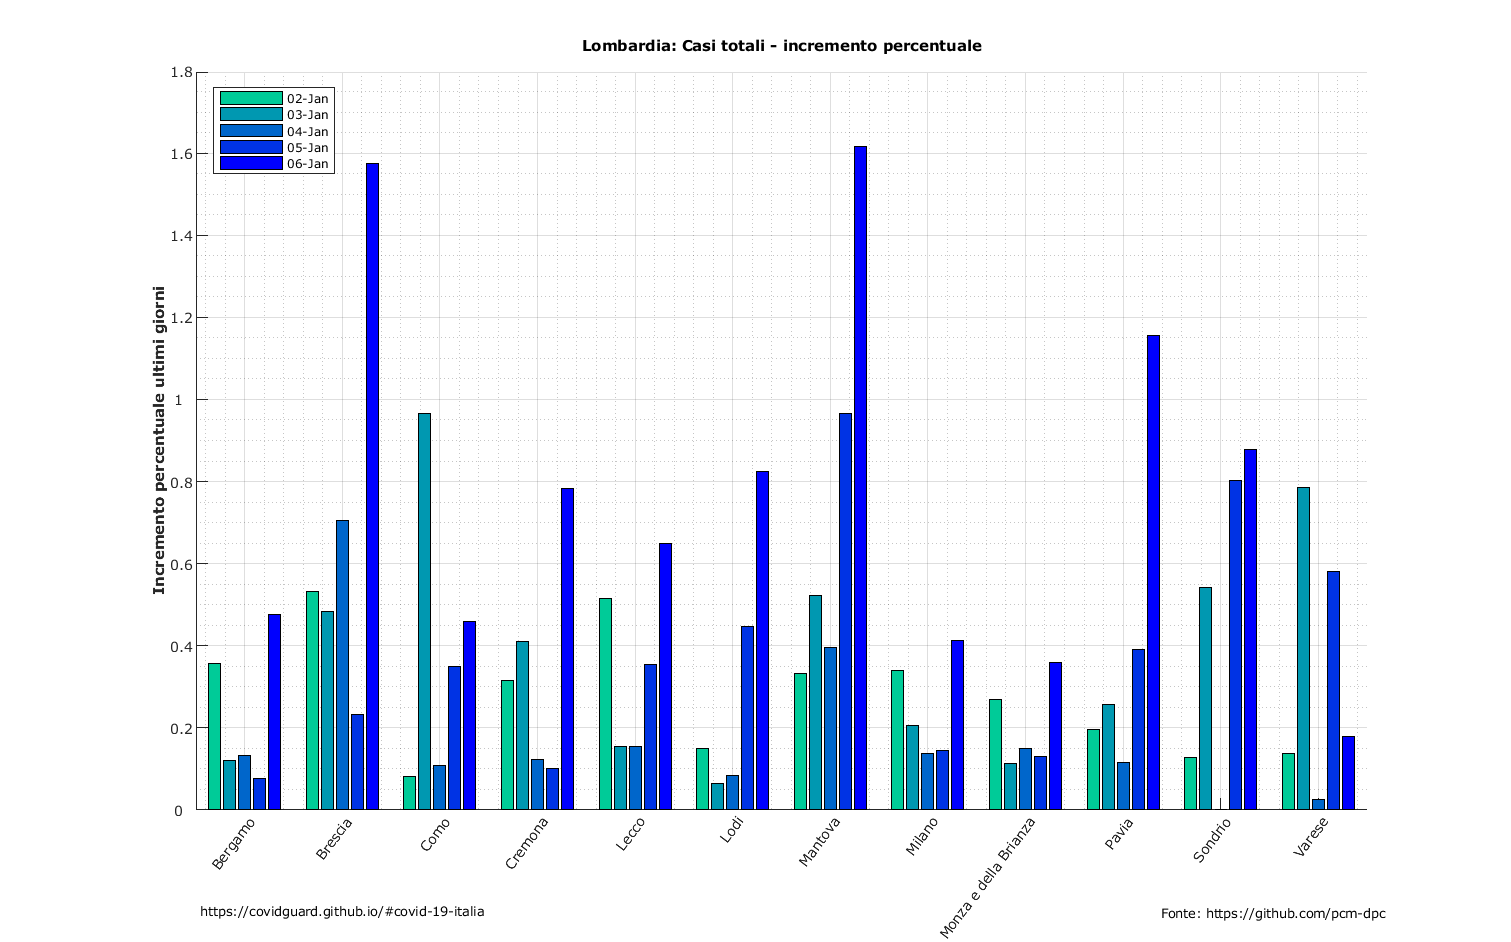 Lombardia: Casi totali - incremento percentuale
Incremento percentuale ultimi giorni
1.8
1.6
1.4
1.2
1
0.8
0.6
0.4
0.2
0
02-Jan
03-Jan
04-Jan
05-Jan
06-Jan
Bergamo
Brescia
Como
Cremona
Lecco
Lodi
Mantova
Milano
Monza e della Brianza
Pavia
Sondrio
Varese
https://covidguard.github.io/#covid-19-italia
Fonte: https://github.com/pcm-dpc